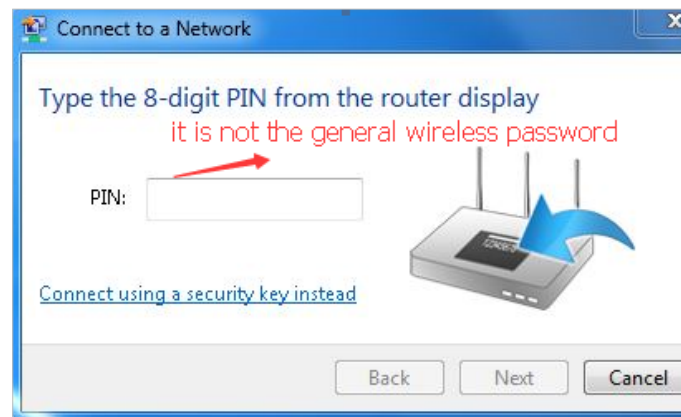 Connect to a Network
Type the 8-digit PIN from the router display
it is not the general wireless password
PIN:
12345670
Connect using a security key instead
Back
Next
Cancel